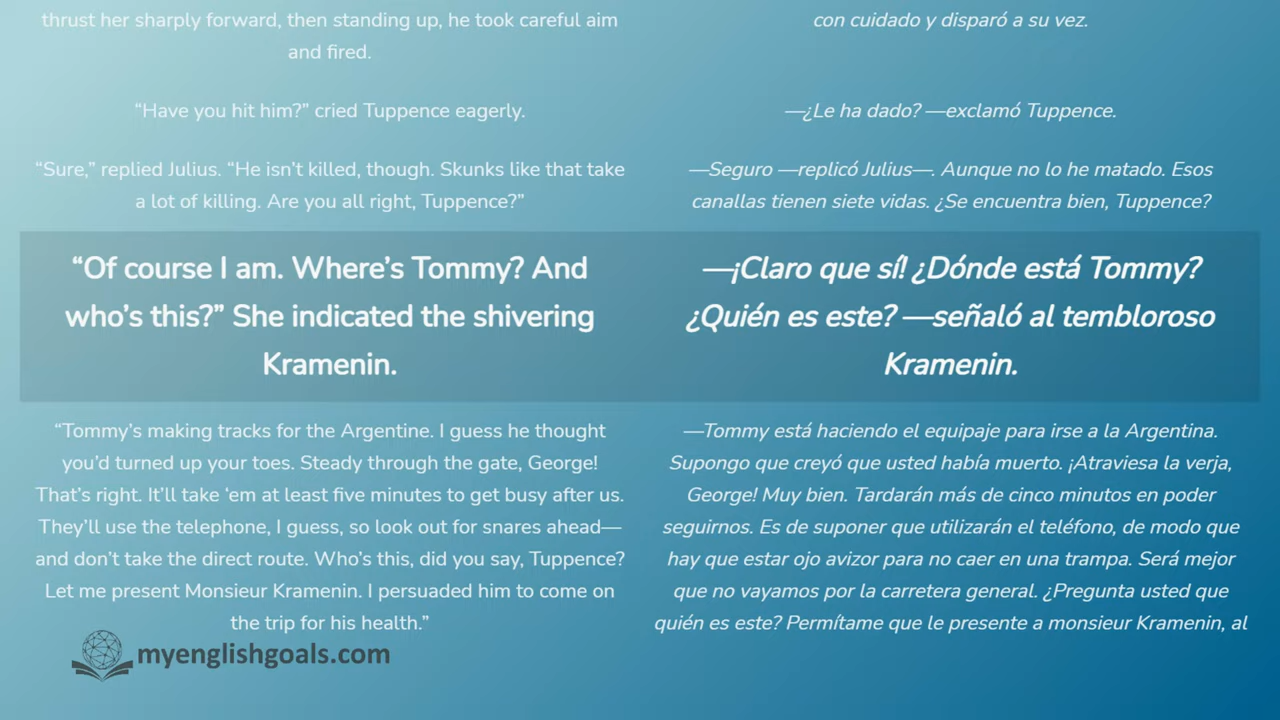 thrust her sharply forward, then standing up, he took careful aim
and fired.
“Have you hit him?” cried Tuppence eagerly.
“Sure,” replied Julius. “He isn’t killed, though. Skunks like that take
a lot of killing. Are you all right, Tuppence?”
“Of course I am. Where’s Tommy? And
who’s this?” She indicated the shivering
Kramenin.
“Tommy’s making tracks for the Argentine. I guess he thought
you’d turned up your toes. Steady through the gate, George!
That’s right. It’ll take ‘em at least five minutes to get busy after us.
They’ll use the telephone, I guess, so look out for snares ahead—
and don’t take the direct route. Who’s this, did you say, Tuppence?
Let me present Monsieur Kramenin. I persuaded him to come on
the trip for his health.”
con cuidado y disparó a su vez.
—¿Le ha dado? —exclamó Tuppence.
—Seguro —replicó Julius—. Aunque no lo he matado. Esos
canallas tienen siete vidas. ¿Se encuentra bien, Tuppence?
—¡Claro que sí! ¿Dónde está Tommy?
¿Quién es este? —señaló al tembloroso
Kramenin.
—Tommy está haciendo el equipaje para irse a la Argentina.
Supongo que creyó que usted había muerto. ¡Atraviesa la verja,
George! Muy bien. Tardarán más de cinco minutos en poder
seguirnos. Es de suponer que utilizarán el teléfono, de modo que
hay que estar ojo avizor para no caer en una trampa. Será mejor
que no vayamos por la carretera general. ¿Pregunta usted que
quién es este? Permítame que le presente a monsieur Kramenin, al
myenglishgoals.com